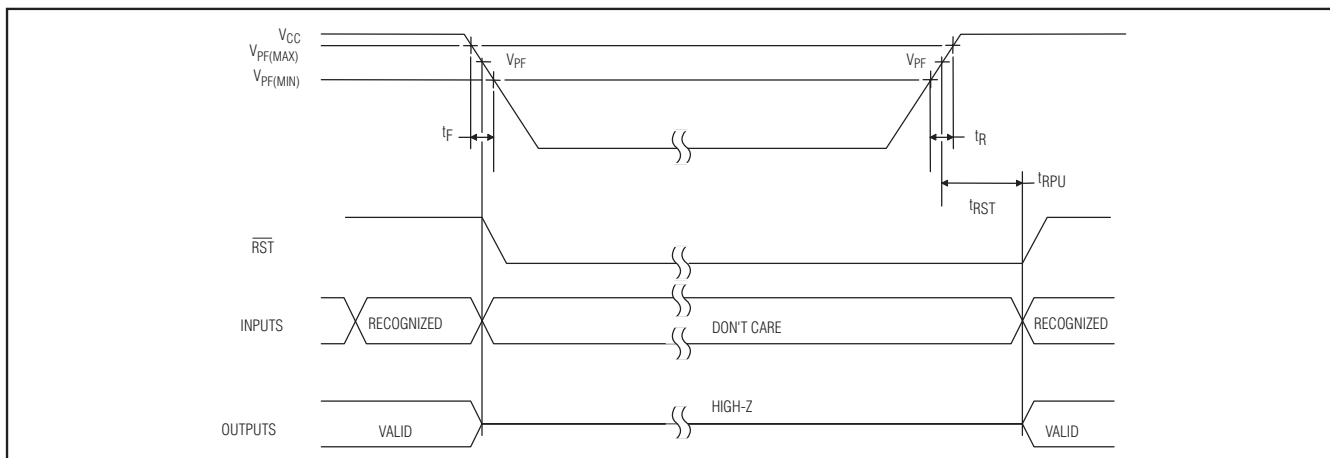 VCC
VPF(MAX)
VPF
VPF
VPF(MIN)
tF
tR
tRPU
tRST
RST
INPUTS
RECOGNIZED
DON'T CARE
RECOGNIZED
HIGH-Z
OUTPUTS
VALID
VALID